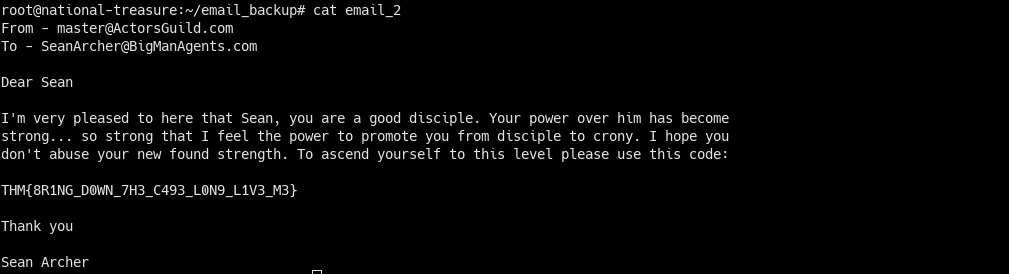 root@national-treasure:~/email_backup# cat email_2
From - master@ActorsGuild.com
To - SeanArcher@BigManAgents.com
Dear Sean
I'm very pleased to here that Sean, you are a good disciple. Your power over him has become
strong... so strong that I feel the power to promote you from disciple to crony. I hope you
don't abuse your new found strength. To ascend yourself to this level please use this code:
THM{8R1NG_D0WN_7H3_C493_L0N9_L1V3_M3}
Thank you
Sean Archer